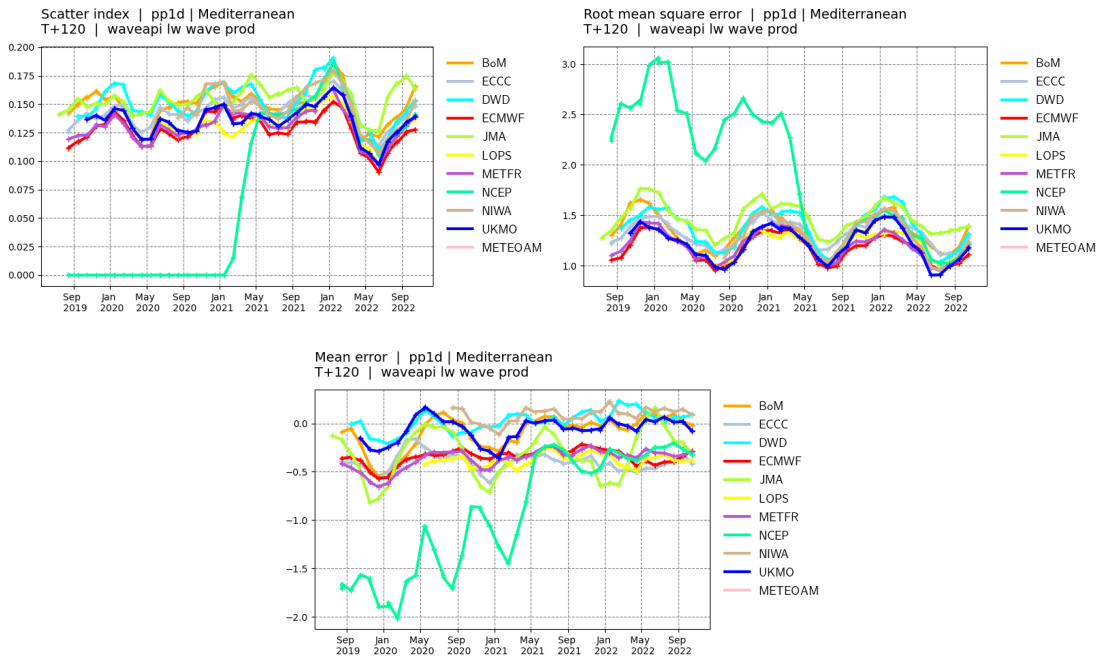 Scatter index | pp1d | Mediterranean
T+120 | waveapi lw wave prod
0.200
0.175
0.150
0.125
0.100
0.075
0.050
0.025
0.000
Sep 2019
Jan 2020
May 2020
Sep 2020
Jan 2021
May 2021
Sep 2021
Jan 2022
May 2022
Sep 2022
BoM
ECCC
DWD
ECMWF
JMA
LOPS
METFR
NCEP
NIWA
UKMO
METEOAM
Root mean square error | pp1d | Mediterranean
T+120 | waveapi lw wave prod
3.0
2.5
2.0
1.5
1.0
Sep 2019
Jan 2020
May 2020
Sep 2020
Jan 2021
May 2021
Sep 2021
Jan 2022
May 2022
Sep 2022
BoM
ECCC
DWD
ECMWF
JMA
LOPS
METFR
NCEP
NIWA
UKMO
METEOAM
Mean error | pp1d | Mediterranean
T+120 | waveapi lw wave prod
0.0
−0.5
−1.0
−1.5
−2.0
Sep 2019
Jan 2020
May 2020
Sep 2020
Jan 2021
May 2021
Sep 2021
Jan 2022
May 2022
Sep 2022
BoM
ECCC
DWD
ECMWF
JMA
LOPS
METFR
NCEP
NIWA
UKMO
METEOAM